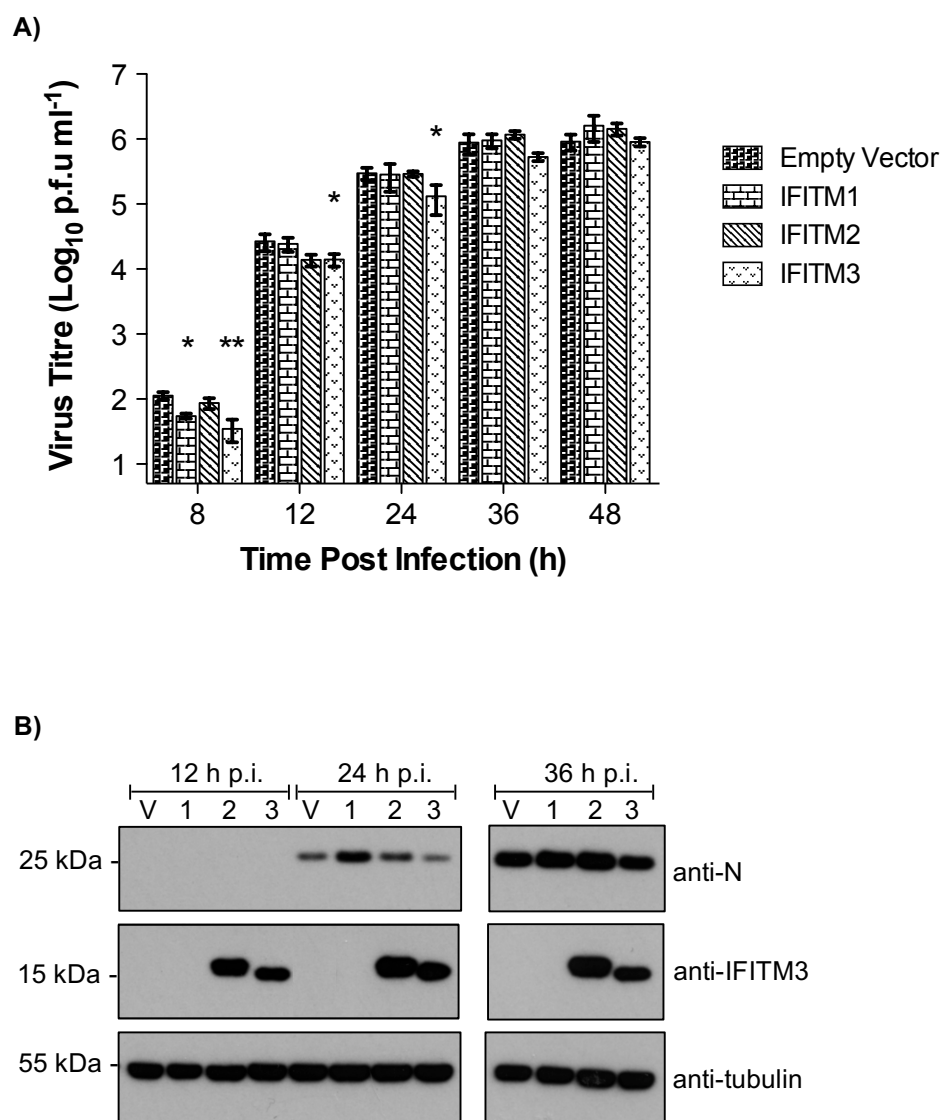 A)
Virus Titre (Log10 p.f.u ml-1)
7
6
5
4
3
2
1
* **
*
*
8 12 24 36 48
Time Post Infection (h)
Empty Vector
IFITM1
IFITM2
IFITM3
B)
12 h p.i. 24 h p.i. 36 h p.i.
V 1 2 3 V 1 2 3 V 1 2 3
25 kDa anti-N
15 kDa anti-IFITM3
55 kDa anti-tubulin